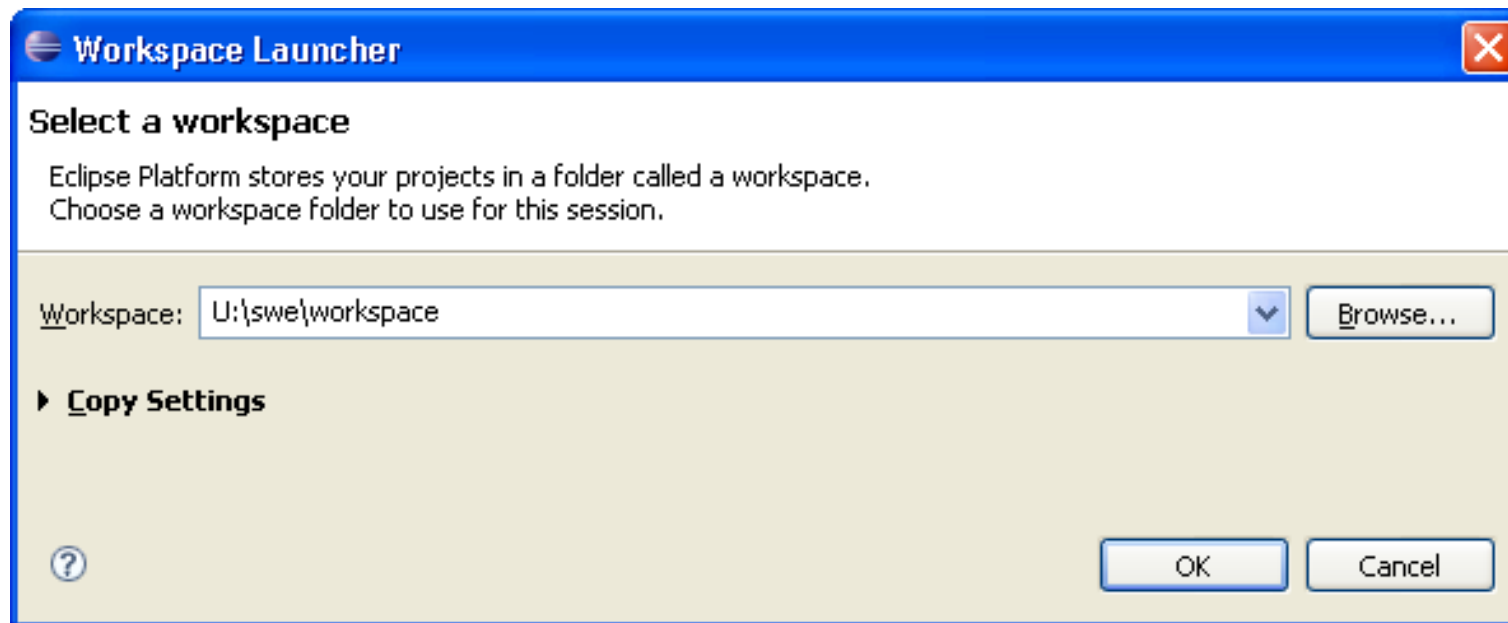 Workspace Launcher
Select a workspace
Eclipse Platform stores your projects in a folder called a workspace.
Choose a workspace folder to use for this session.
Workspace: U:\swe\workspace Browse...
Copy Settings
? OK Cancel